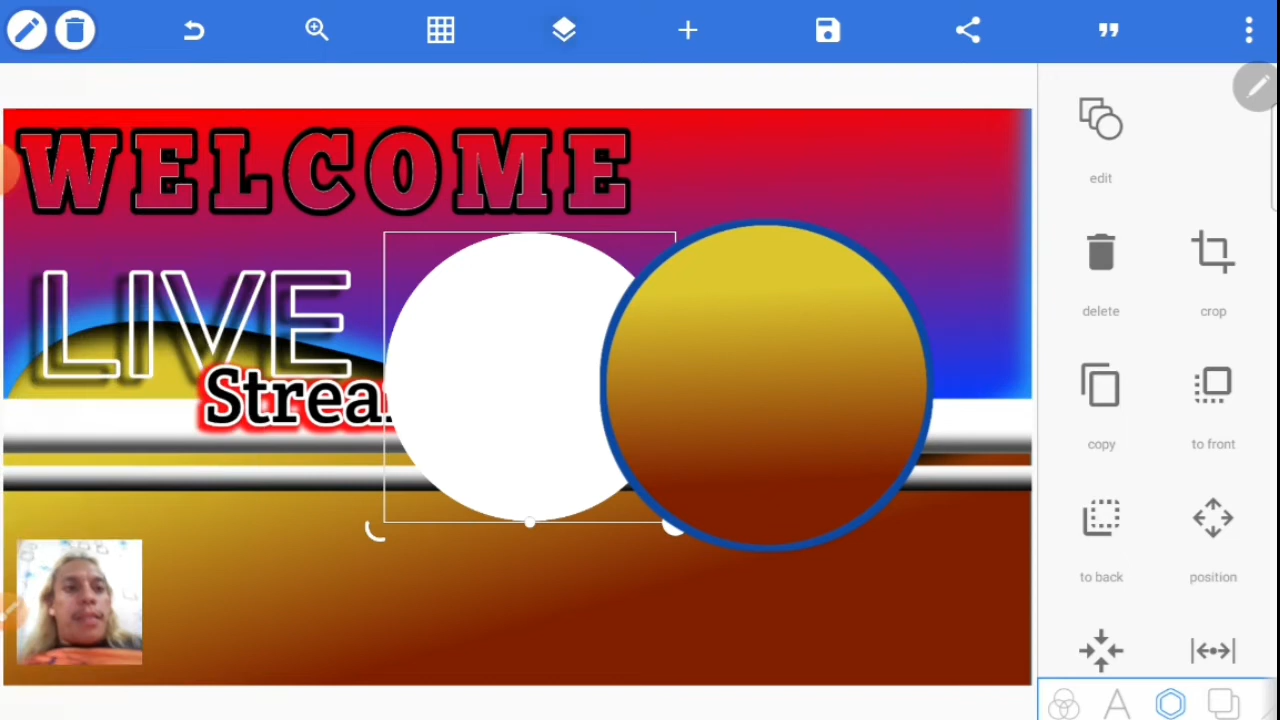 WELCOME
LIVE
Strea
edit
delete
crop
copy
to front
to back
position